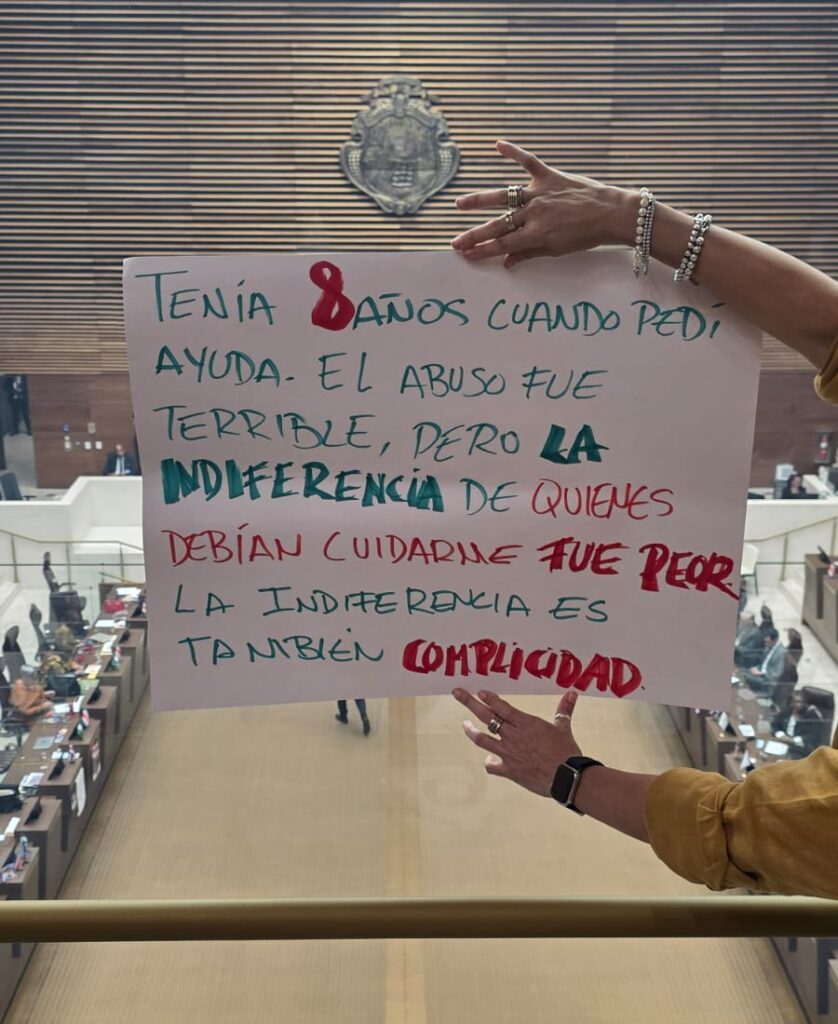 TENÍA 8 AÑOS CUANDO PEDÍ
AYUDA. EL ABUSO FUE
TERRIBLE, PERO LA
INDIFERENCIA DE QUIENES
DEBÍAN CUIDARME FUE PEOR.
LA INDIFERENCIA ES
TAMBIÉN COMPLICIDAD.